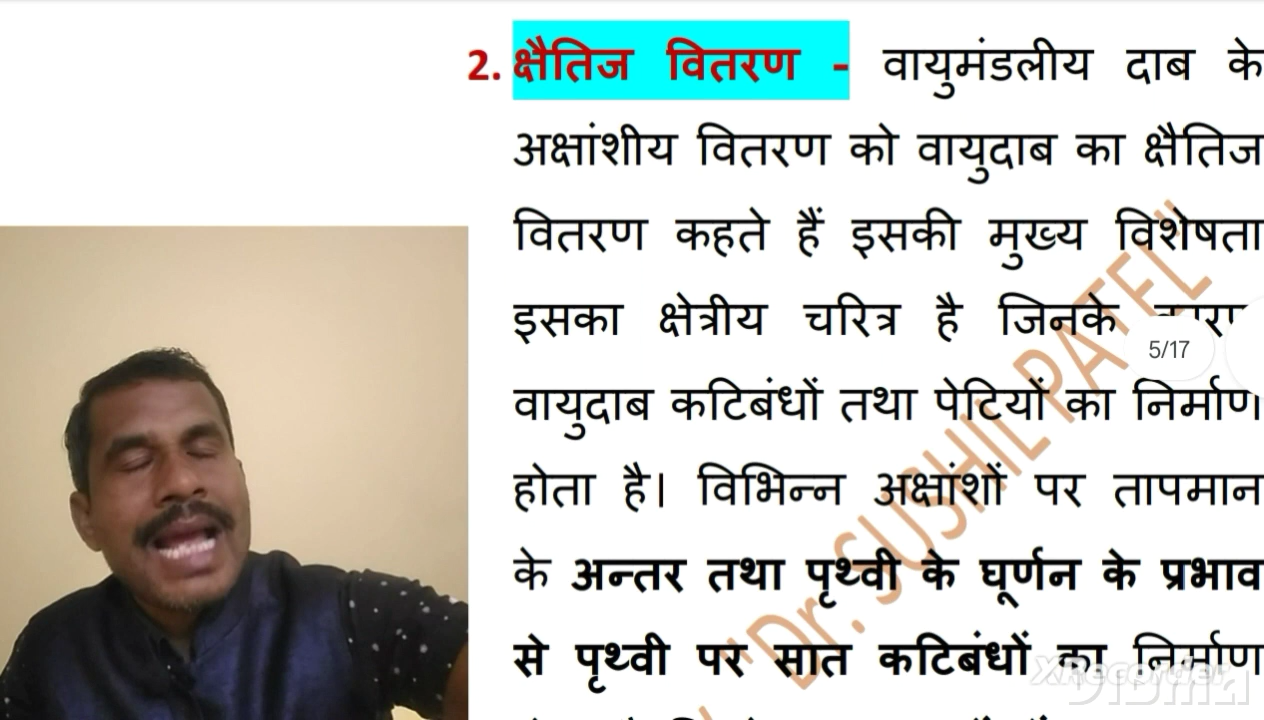 2. क्षैतिज वितरण - वायुमंडलीय दाब के
अक्षांशीय वितरण को वायुदाब का क्षैतिज
वितरण कहते हैं इसकी मुख्य विशेषता
इसका क्षेत्रीय चरित्र है जिनके
5/17
वायुदाब कटिबंधों तथा पेटियों का निर्माण
होता है। विभिन्न अक्षांशों पर तापमान
के अन्तर तथा पृथ्वी के घूर्णन के प्रभाव
से पृथ्वी पर सात कटिबंधों का निर्माण
"Dr. SUSHIL PATEL"
XRecorder